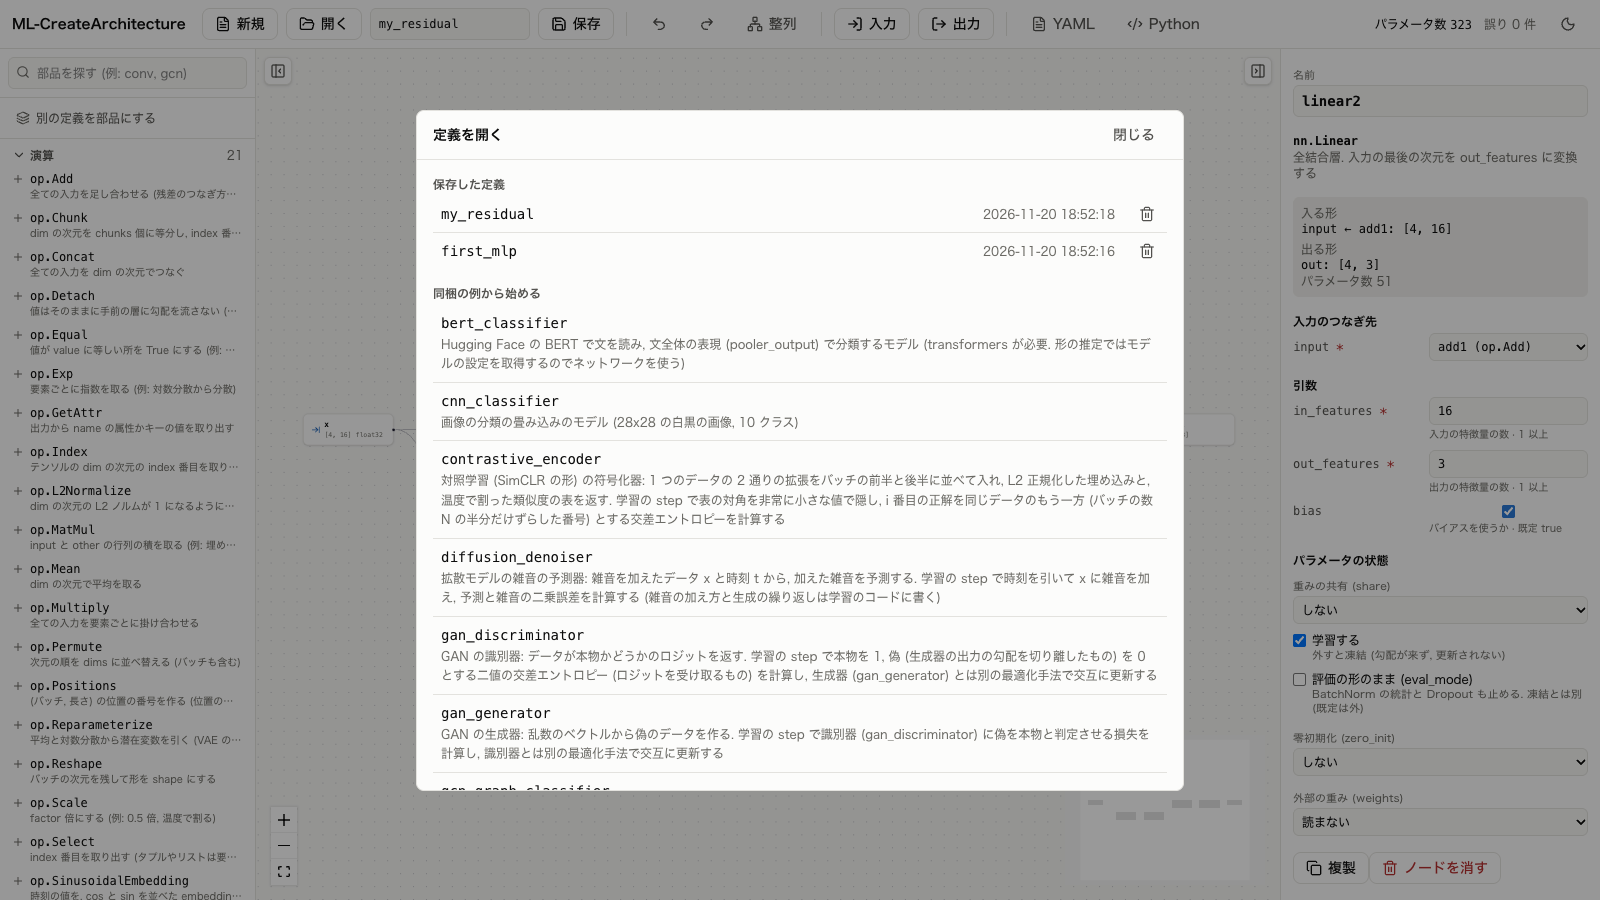 ML-CreateArchitecture
新規
開く
my_residual
保存
整列
入力
出力
YAML
Python
パラメータ数 323
誤り 0 件
部品を探す (例: conv, gcn)
別の定義を部品にする
演算 21
op.Add
全ての入力を足し合わせる (残差のつなぎ方…
op.Chunk
dim の次元を chunks 個に等分し, index 番…
op.Concat
全ての入力を dim の次元でつなぐ
op.Detach
値はそのままに手前の層に勾配を流さない (…
op.Equal
値が value に等しい所を True にする (例: …
op.Exp
要素ごとに指数を取る (例: 対数分散から分散)
op.GetAttr
出力から name の属性かキーの値を取り出す
op.Index
テンソルの dim の次元の index 番目を取り…
op.L2Normalize
dim の次元の L2 ノルムが 1 になるように…
op.MatMul
input と other の行列の積を取る (例: 埋め…
op.Mean
dim の次元で平均を取る
op.Multiply
全ての入力を要素ごとに掛け合わせる
op.Permute
次元の順を dims に並べ替える (バッチも含む)
op.Positions
(バッチ, 長さ) の位置の番号を作る (位置の…
op.Reparameterize
平均と対数分散から潜在変数を引く (VAE の…
op.Reshape
バッチの次元を残して形を shape にする
op.Scale
factor 倍にする (例: 0.5 倍, 温度で割る)
op.Select
index 番目を取り出す (タプルやリストは要…
op.SinusoidalEmbedding
時刻の値を, cos と sin を並べた embeddin…
x
[4, 16] float32
定義を開く
閉じる
保存した定義
my_residual 2026-11-20 18:52:18
first_mlp 2026-11-20 18:52:16
同梱の例から始める
bert_classifier
Hugging Face の BERT で文を読み, 文全体の表現 (pooler_output) で分類するモデル (transformers が必要. 形の推定ではモデ
ルの設定を取得するのでネットワークを使う)
cnn_classifier
画像の分類の畳み込みのモデル (28x28 の白黒の画像, 10 クラス)
contrastive_encoder
対照学習 (SimCLR の形) の符号化器: 1 つのデータの 2 通りの拡張をバッチの前半と後半に並べて入れ, L2 正規化した埋め込みと,
温度で割った類似度の表を返す. 学習の step で表の対角を非常に小さな値で隠し, i 番目の正解を同じデータのもう一方 (バッチの数
N の半分だけずらした番号) とする交差エントロピーを計算する
diffusion_denoiser
拡散モデルの雑音の予測器: 雑音を加えたデータ x と時刻 t から, 加えた雑音を予測する. 学習の step で時刻を引いて x に雑音を加
え, 予測と雑音の二乗誤差を計算する (雑音の加え方と生成の繰り返しは学習のコードに書く)
gan_discriminator
GAN の識別器: データが本物かどうかのロジットを返す. 学習の step で本物を 1, 偽 (生成器の出力の勾配を切り離したもの) を 0
とする二値の交差エントロピー (ロジットを受け取るもの) を計算し, 生成器 (gan_generator) とは別の最適化手法で交互に更新する
gan_generator
GAN の生成器: 乱数のベクトルから偽のデータを作る. 学習の step で識別器 (gan_discriminator) に偽を本物と判定させる損失を
計算し, 識別器とは別の最適化手法で交互に更新する
gcn_graph_classifier
名前
linear2
nn.Linear
全結合層. 入力の最後の次元を out_features に変換
する
入る形
input ← add1: [4, 16]
出る形
out: [4, 3]
パラメータ数 51
入力のつなぎ先
input * add1 (op.Add)
引数
in_features * 16
入力の特徴量の数 · 1 以上
out_features * 3
出力の特徴量の数 · 1 以上
bias
バイアスを使うか · 既定 true
パラメータの状態
重みの共有 (share)
しない
学習する
外すと凍結 (勾配が来ず, 更新されない)
評価の形のまま (eval_mode)
BatchNorm の統計と Dropout も止める. 凍結とは別
(既定は外)
零初期化 (zero_init)
しない
外部の重み (weights)
読まない
複製
ノードを消す